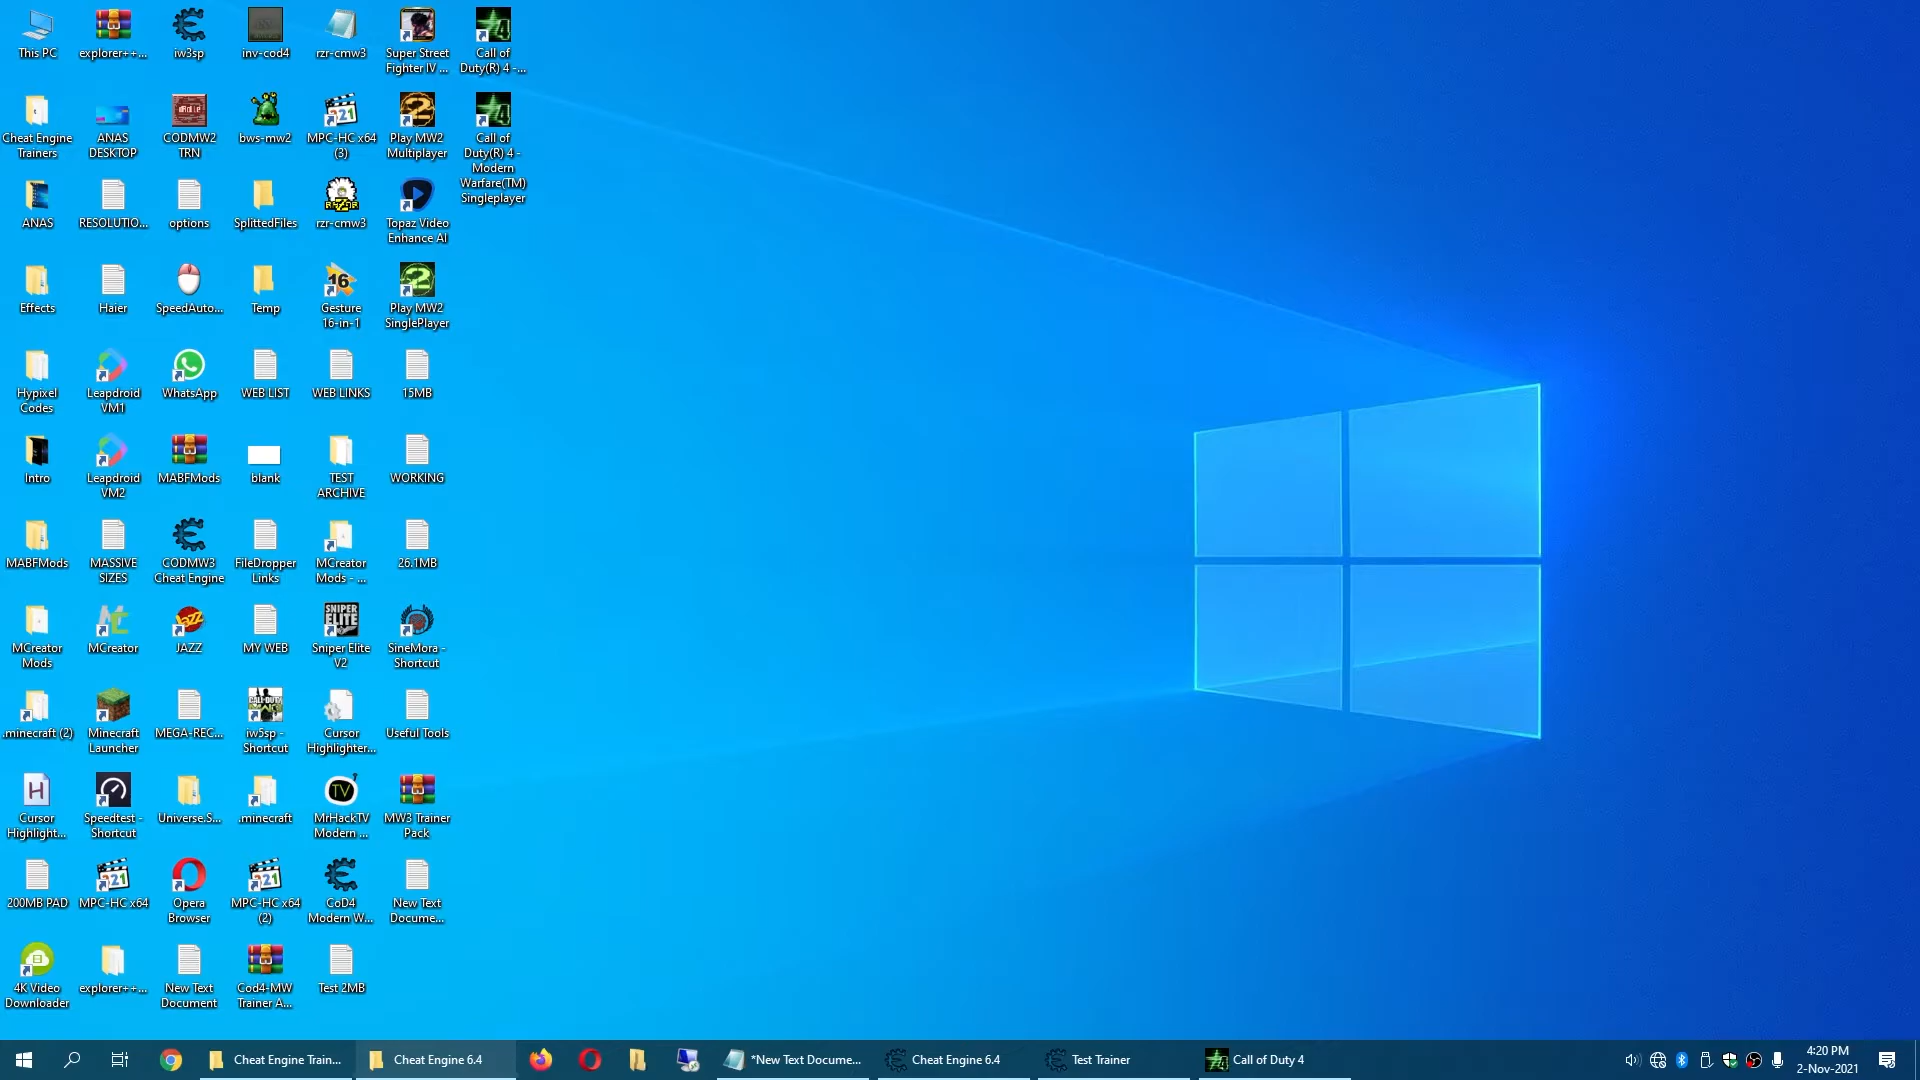 This PC
explorer++...
iw3sp
inv-cod4
rzr-cmw3
Super Street
Fighter IV ...
Call of
Duty(R) 4 -...
Cheat Engine
Trainers
ANAS
DESKTOP
CODMW2
TRN
bws-mw2
MPC-HC x64
(3)
Play MW2
Multiplayer
Call of
Duty(R) 4 -
Modern
Warfare(TM)
Singleplayer
ANAS
RESOLUTIO...
options
SplittedFiles
rzr-cmw3
Topaz Video
Enhance AI
Effects
Haier
SpeedAuto...
Temp
16
Gesture
16-in-1
Play MW2
SinglePlayer
Hypixel
Codes
Leapdroid
VM1
WhatsApp
WEB LIST
WEB LINKS
15MB
Intro
Leapdroid
VM2
MABFMods
blank
TEST
ARCHIVE
WORKING
MABFMods
MASSIVE
SIZES
CODMW3
Cheat Engine
FileDropper
Links
MCreator
Mods - ...
26.1MB
MCreator
Mods
MCreator
JAZZ
MY WEB
SNIPER
ELITE
Sniper Elite
V2
SineMora -
Shortcut
.minecraft (2)
Minecraft
Launcher
MEGA-REC...
iw5sp -
Shortcut
Cursor
Highlighter...
Useful Tools
H
Cursor
Highlight...
Speedtest -
Shortcut
Universe.S...
.minecraft
TV
MrHackTV
Modern ...
MW3 Trainer
Pack
200MB PAD
MPC-HC x64
Opera
Browser
MPC-HC x64
(2)
CoD4
Modern W...
New Text
Docume...
4K Video
Downloader
explorer++...
New Text
Document
Cod4-MW
Trainer A...
Test 2MB
Cheat Engine Train...
Cheat Engine 6.4
*New Text Docume...
Cheat Engine 6.4
Test Trainer
Call of Duty 4
4:20 PM
2-Nov-2021